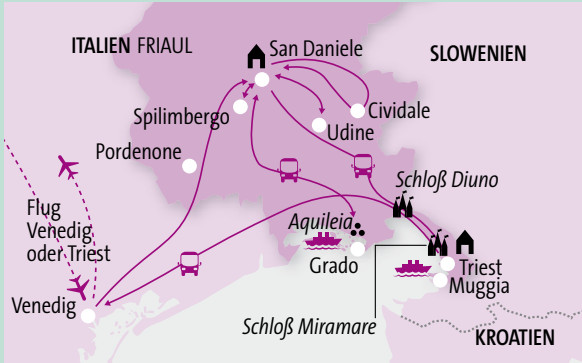 ITALIEN FRIAUL
San Daniele
SLOWENIEN
Spilimbergo
Cividale
Udine
Pordenone
Schloß Diuno
Flug
Venedig
oder Triest
Aquileia
Grado
Triest
Muggia
Venedig
Schloß Miramare
KROATIEN